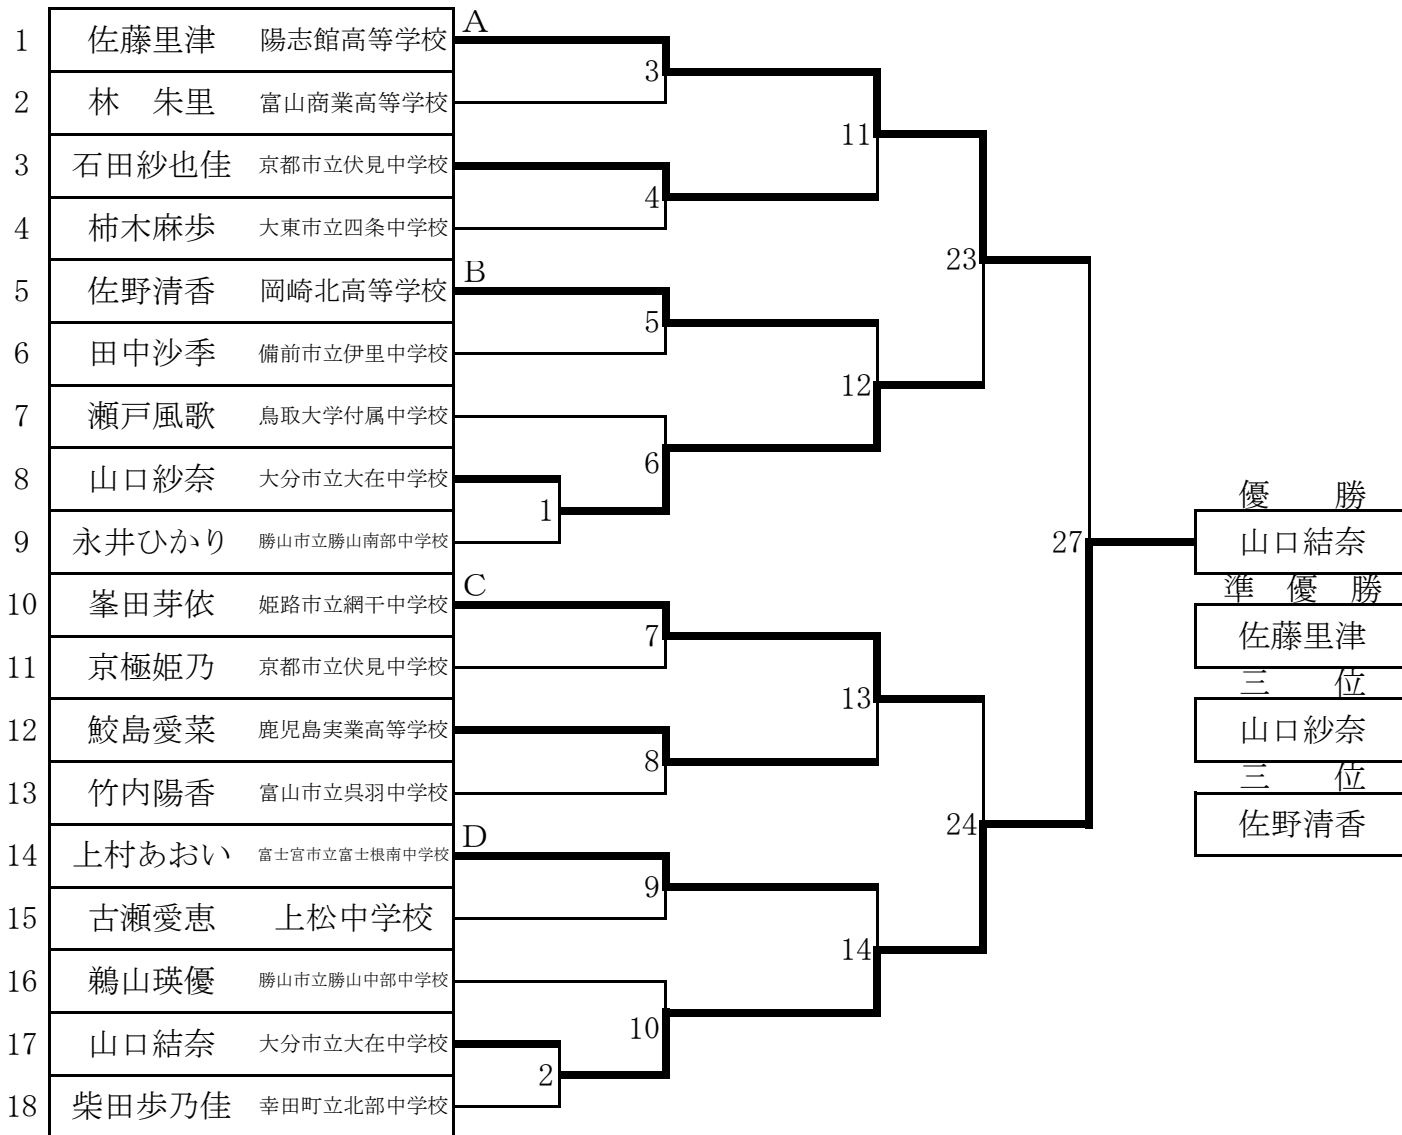 1 佐藤里津 陽志館高等学校 A
2 林 朱里 富山商業高等学校
3
3 石田紗也佳 京都市立伏見中学校
11
4 柿木麻歩 大東市立四条中学校
4
5 佐野清香 岡崎北高等学校 B
23
6 田中沙季 備前市立伊里中学校
5
7 瀬戸風歌 鳥取大学付属中学校
12
8 山口紗奈 大分市立大在中学校
6
1
9 永井ひかり 勝山市立勝山南部中学校
27
優 勝
山口結奈
準 優 勝
佐藤里津
三 位
山口紗奈
三 位
佐野清香
10 峯田芽依 姫路市立網干中学校 C
11 京極姫乃 京都市立伏見中学校
7
12 鮫島愛菜 鹿児島実業高等学校
13
13 竹内陽香 富山市立呉羽中学校
8
14 上村あおい 富士宮市立富士根南中学校 D
24
15 古瀬愛恵 上松中学校
9
16 鵜山瑛優 勝山市立勝山中部中学校
14
17 山口結奈 大分市立大在中学校
10
2
18 柴田歩乃佳 幸田町立北部中学校